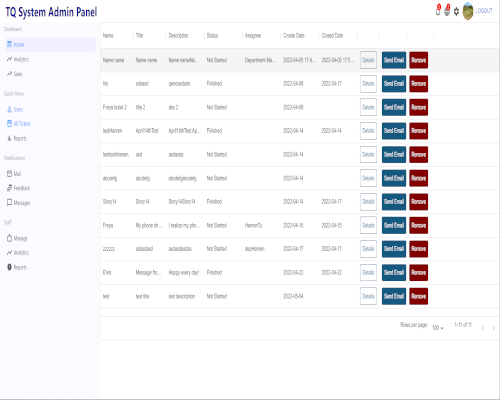 TQ System Admin Panel
LOGOUT
Dashboard
Home
Analytics
Sales
Quick Menu
Users
All Tickets
Reports
Notifications
Mail
Feedback
Messages
Staff
Manage
Analytics
Reports
Name Title Description Status Assignee Create Date Closed Date
Name name Name name Name nameNa... Not Started Department Ma... 2022-04-05 17:4... 2022-04-05 17:5... Details Send Email Remove
Finished 2022-04-08 2022-04-17 Details Send Email Remove
Freya ticket 2 title 2 des 2 Not Started 2022-04-09 Details Send Email Remove
testHannen April14thTest April14thTest Ap... Finished 2022-04-14 2022-04-14 Details Send Email Remove
testtestHannen asd asdasda Not Started 2022-04-14 Details Send Email Remove
abcdefg abcdefg abcdefgabcdefg Not Started 2022-04-14 2022-04-14 Details Send Email Remove
Story14 Story14 Story14Story14 Finished 2022-04-14 2022-04-17 Details Send Email Remove
Freya My phone str... I realize my pho... Not Started HannenTu 2022-04-15 2022-04-15 Details Send Email Remove
zzzzzz Not Started depHannen 2022-04-17 2022-04-17 Details Send Email Remove
Elvis Message fro... Happy every day! Finished 2022-04-22 2022-04-22 Details Send Email Remove
test test title test description Not Started 2022-05-04 Details Send Email Remove
Rows per page: 100 1–11 of 11